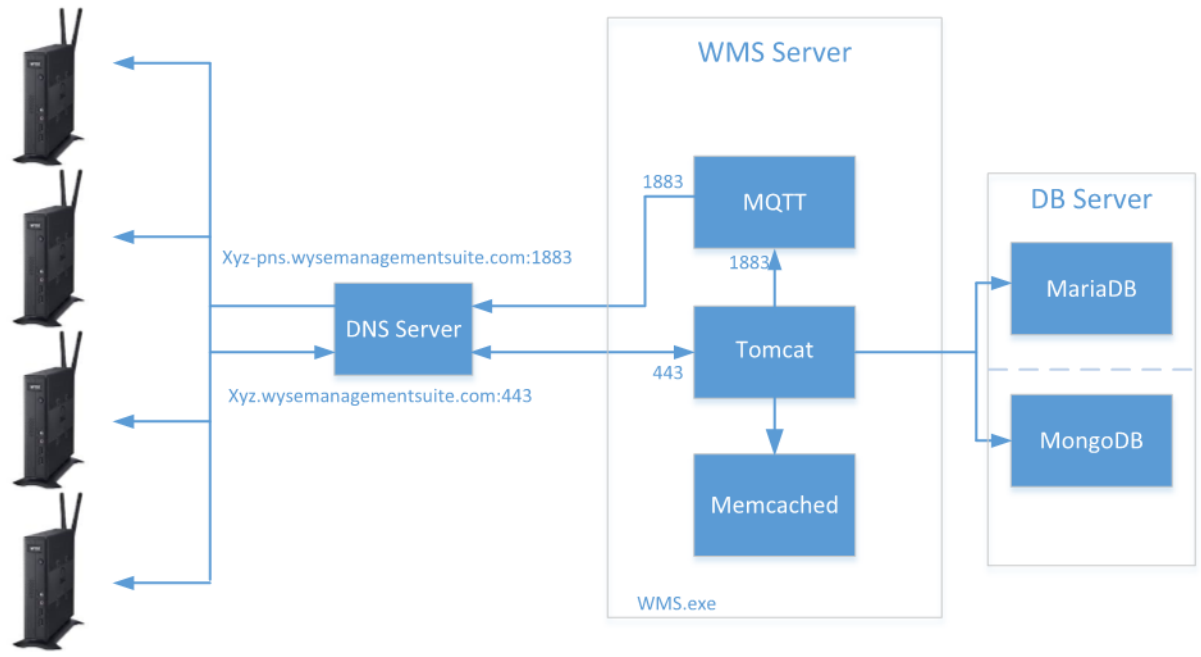 WMS Server
MQTT
1883
1883
DB Server
MariaDB
Xyz-pns.wysemanagementsuite.com:1883
DNS Server
Tomcat
443
Xyz.wysemanagementsuite.com:443
MongoDB
Memcached
WMS.exe